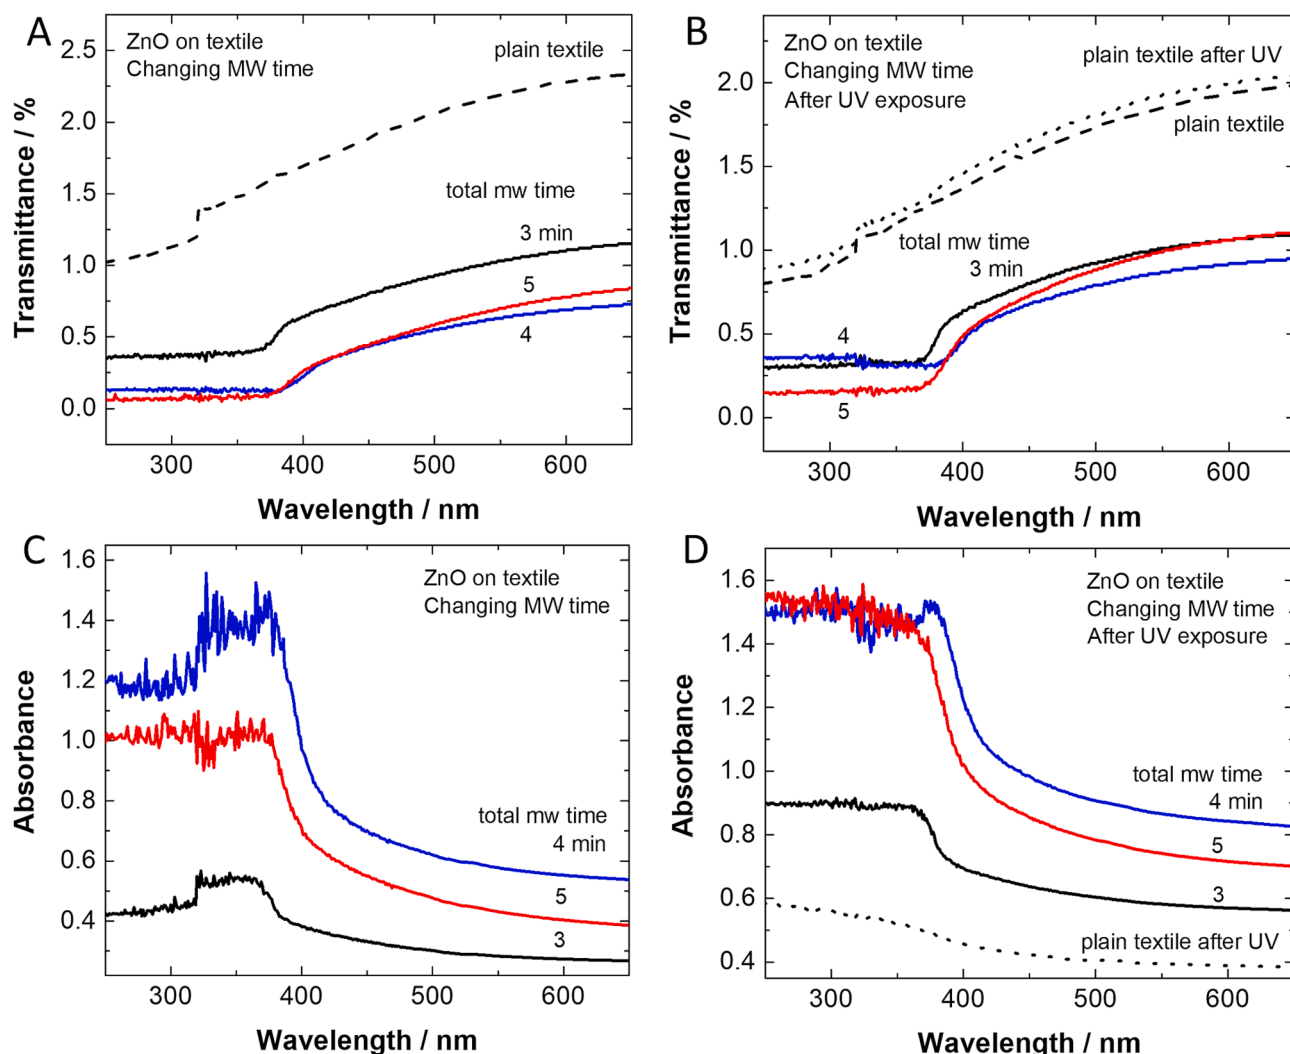 A
ZnO on textile
Changing MW time
plain textile
total mw time
3 min
5
4
2.5
2.0
1.5
1.0
0.5
0.0
Transmittance / %
300
400
500
600
Wavelength / nm
B
ZnO on textile
Changing MW time
After UV exposure
plain textile after UV
plain textile
total mw time
3 min
4
5
2.0
1.5
1.0
0.5
0.0
Transmittance / %
300
400
500
600
Wavelength / nm
C
ZnO on textile
Changing MW time
total mw time
4 min
5
3
1.6
1.4
1.2
1.0
0.8
0.6
0.4
Absorbance
300
400
500
600
Wavelength / nm
D
ZnO on textile
Changing MW time
After UV exposure
total mw time
4 min
5
3
plain textile after UV
1.6
1.4
1.2
1.0
0.8
0.6
0.4
Absorbance
300
400
500
600
Wavelength / nm